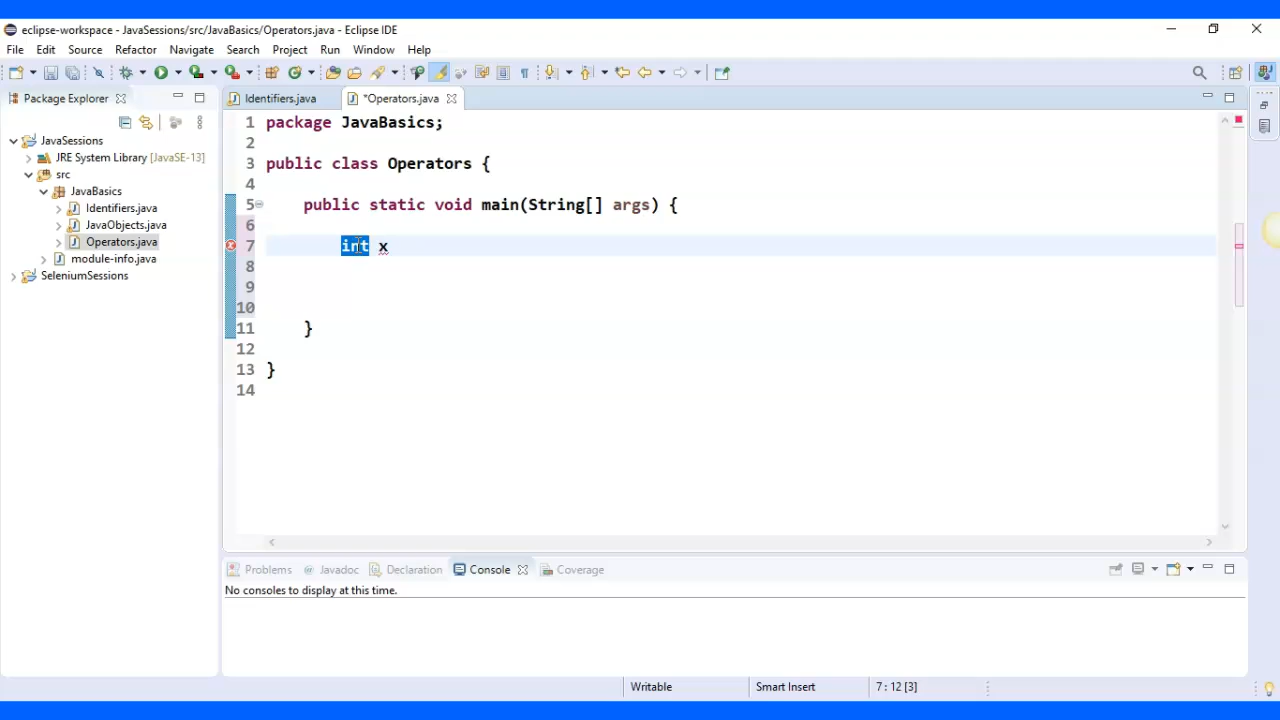 eclipse-workspace - JavaSessions/src/JavaBasics/Operators.java - Eclipse IDE
File Edit Source Refactor Navigate Search Project Run Window Help
Package Explorer
Identifiers.java
*Operators.java
JavaSessions
JRE System Library [JavaSE-13]
src
JavaBasics
Identifiers.java
JavaObjects.java
Operators.java
module-info.java
SeleniumSessions
1 package JavaBasics;
2
3 public class Operators {
4
5 public static void main(String[] args) {
6
7 int x
8
9
10
11 }
12
13 }
14
Problems @ Javadoc Declaration Console Coverage
No consoles to display at this time.
Writable Smart Insert 7 : 12 [3]